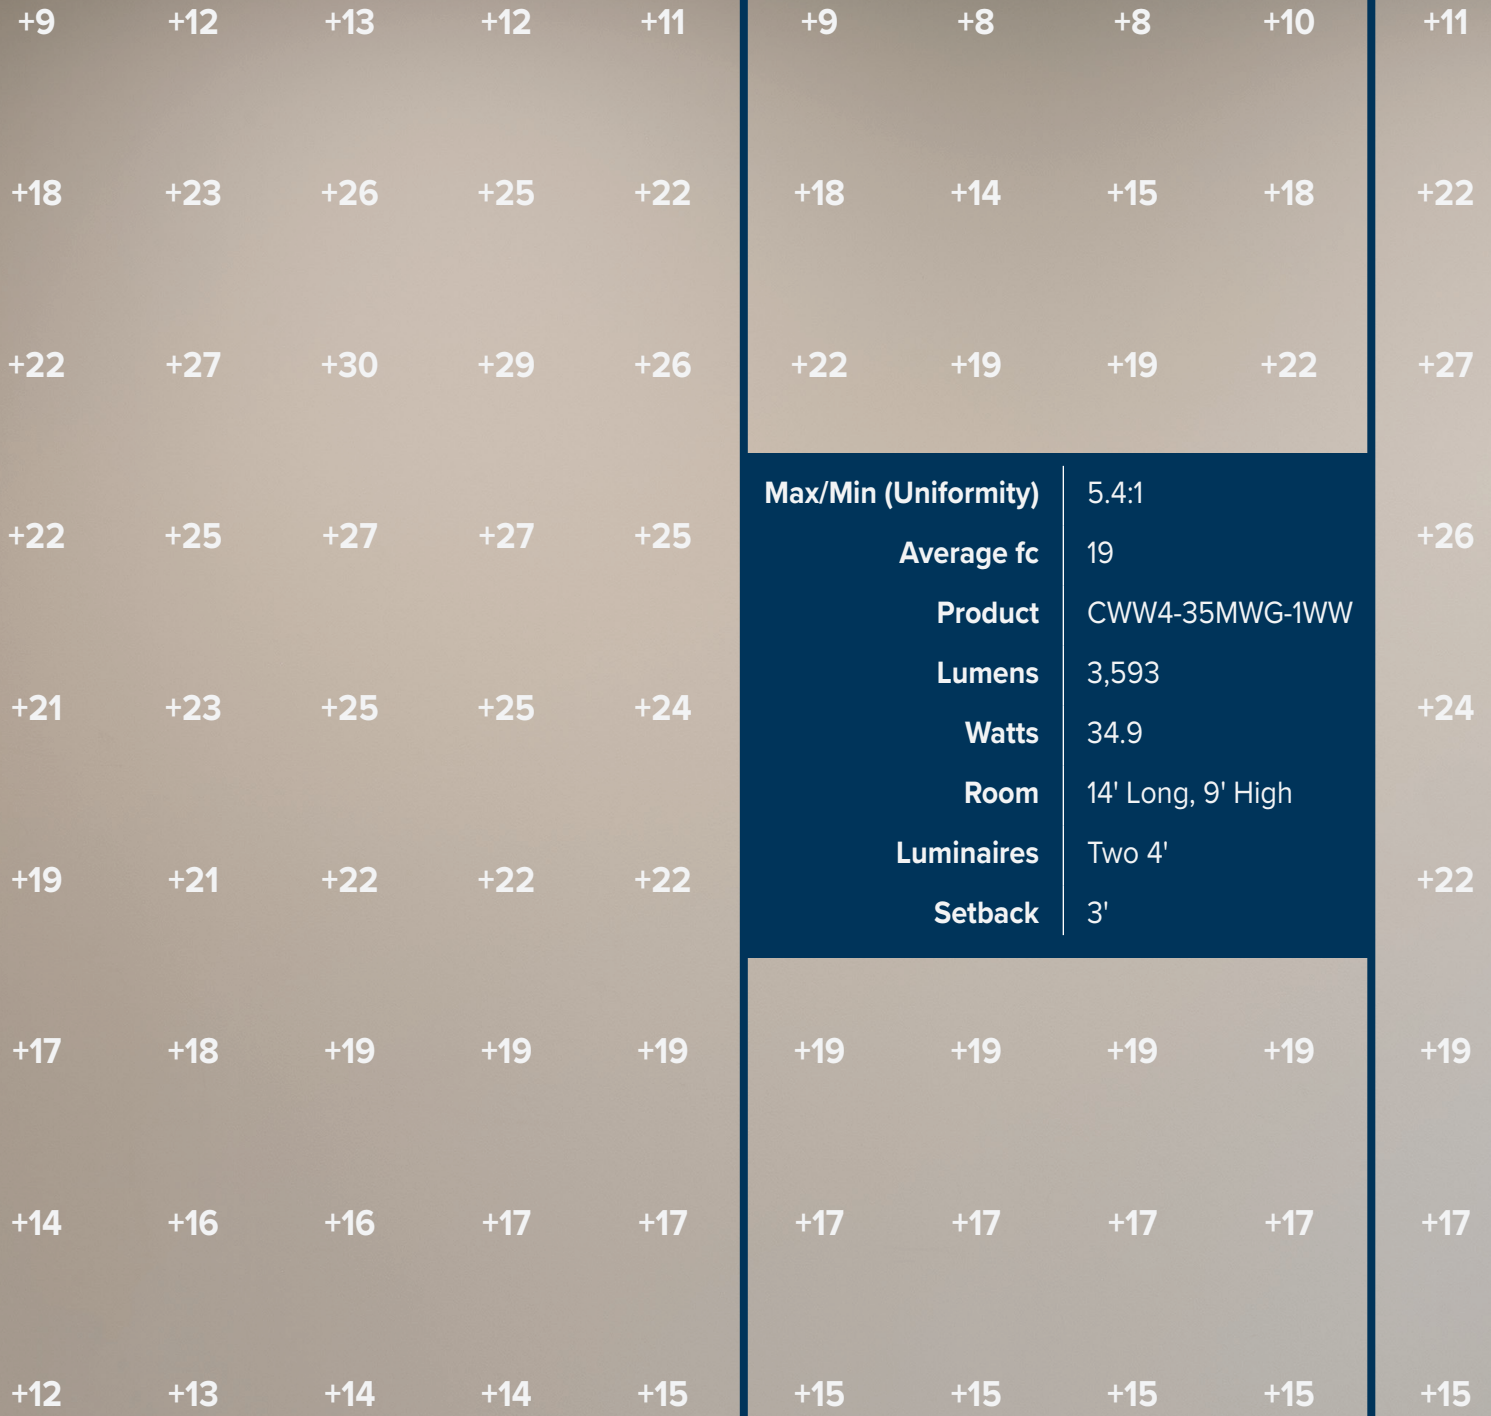 +9 +12 +13 +12 +11 +9 +8 +8 +10 +11
+18 +23 +26 +25 +22 +18 +14 +15 +18 +22
+22 +27 +30 +29 +26 +22 +19 +19 +22 +27
Max/Min (Uniformity) 5.4:1
+22 +25 +27 +27 +25 +26
Average fc 19
Product CWW4-35MWG-1WW
Lumens 3,593
+21 +23 +25 +25 +24 +24
Watts 34.9
Room 14' Long, 9' High
Luminaires Two 4'
+19 +21 +22 +22 +22 +22
Setback 3'
+17 +18 +19 +19 +19 +19 +19 +19 +19 +19
+14 +16 +16 +17 +17 +17 +17 +17 +17 +17
+12 +13 +14 +14 +15 +15 +15 +15 +15 +15